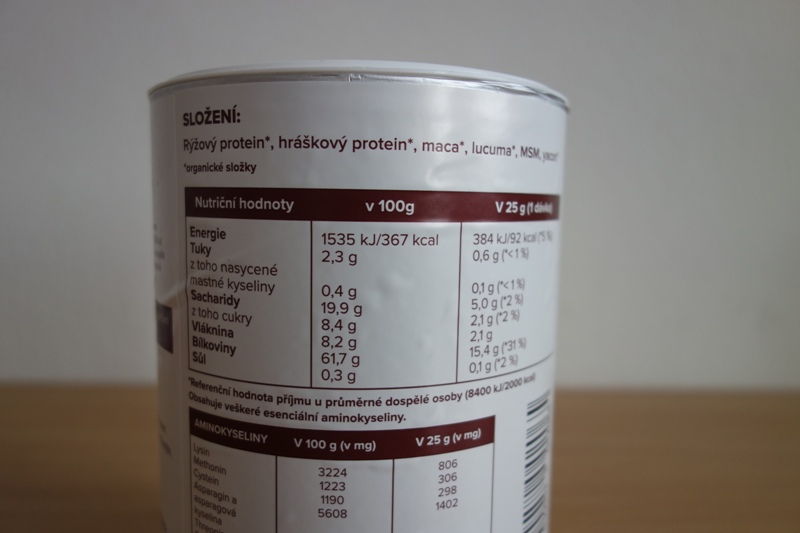 SLOŽENÍ:
Rýžový protein*, hráškový protein*, maca*, lucuma*, MSM, yacon*
*organické složky
Nutriční hodnoty v 100g V 25 g (1 dávka)
Energie 1535 kJ/367 kcal 384 kJ/92 kcal (*5 %)
Tuky 2,3 g 0,6 g (*<1 %)
z toho nasycené
mastné kyseliny 0,4 g 0,1 g (*<1 %)
Sacharidy 19,9 g 5,0 g (*2 %)
z toho cukry 8,4 g 2,1 g (*2 %)
Vláknina 8,2 g 2,1 g
Bílkoviny 61,7 g 15,4 g (*31 %)
Sůl 0,3 g 0,1 g (*2 %)
*Referenční hodnota příjmu u průměrné dospělé osoby (8400 kJ/2000 kcal)
Obsahuje veškeré esenciální aminokyseliny.
AMINOKYSELINY V 100 g (v mg) V 25 g (v mg)
Lysin 3224 806
Methonin 1223 306
Cystein 1190 298
Asparagin a 5608 1402
asparagová
kyselina